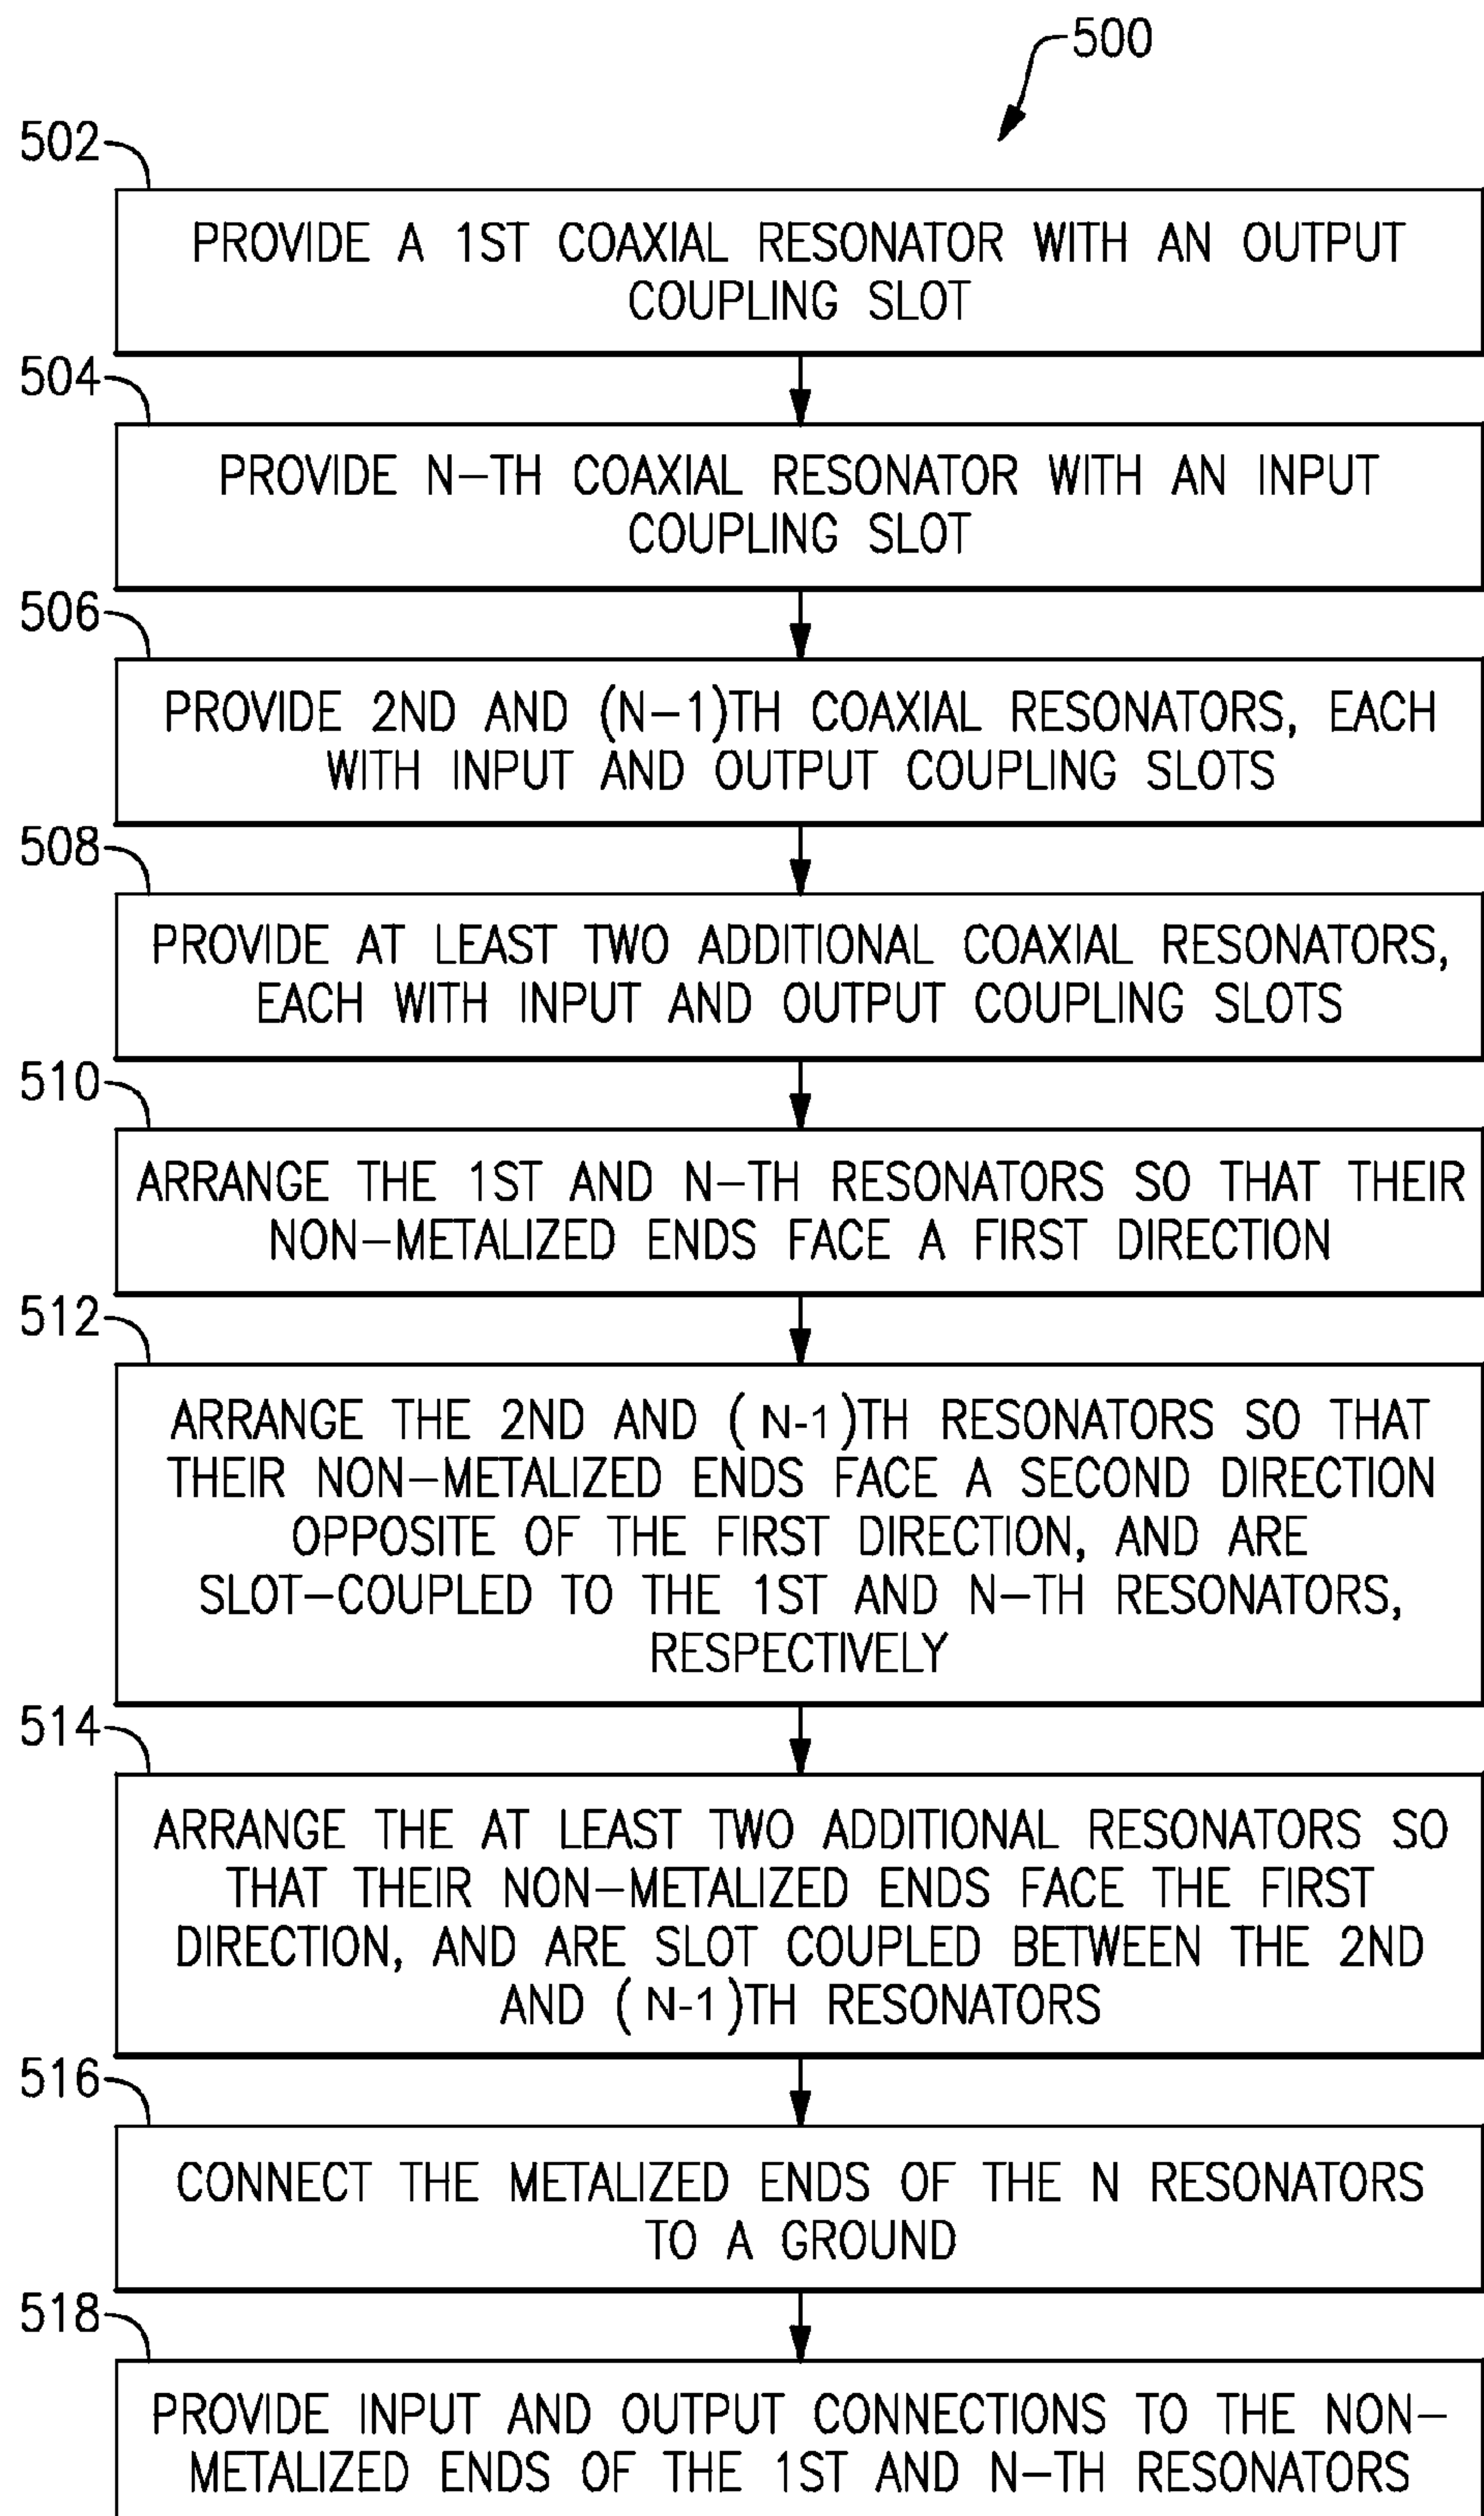 500
502
PROVIDE A 1ST COAXIAL RESONATOR WITH AN OUTPUT
COUPLING SLOT
504
PROVIDE N–TH COAXIAL RESONATOR WITH AN INPUT
COUPLING SLOT
506
PROVIDE 2ND AND (N–1)TH COAXIAL RESONATORS, EACH
WITH INPUT AND OUTPUT COUPLING SLOTS
508
PROVIDE AT LEAST TWO ADDITIONAL COAXIAL RESONATORS,
EACH WITH INPUT AND OUTPUT COUPLING SLOTS
510
ARRANGE THE 1ST AND N–TH RESONATORS SO THAT THEIR
NON–METALIZED ENDS FACE A FIRST DIRECTION
512
ARRANGE THE 2ND AND (N-1)TH RESONATORS SO THAT
THEIR NON–METALIZED ENDS FACE A SECOND DIRECTION
OPPOSITE OF THE FIRST DIRECTION, AND ARE
SLOT–COUPLED TO THE 1ST AND N–TH RESONATORS,
RESPECTIVELY
514
ARRANGE THE AT LEAST TWO ADDITIONAL RESONATORS SO
THAT THEIR NON–METALIZED ENDS FACE THE FIRST
DIRECTION, AND ARE SLOT COUPLED BETWEEN THE 2ND
AND (N-1)TH RESONATORS
516
CONNECT THE METALIZED ENDS OF THE N RESONATORS
TO A GROUND
518
PROVIDE INPUT AND OUTPUT CONNECTIONS TO THE NON–
METALIZED ENDS OF THE 1ST AND N–TH RESONATORS